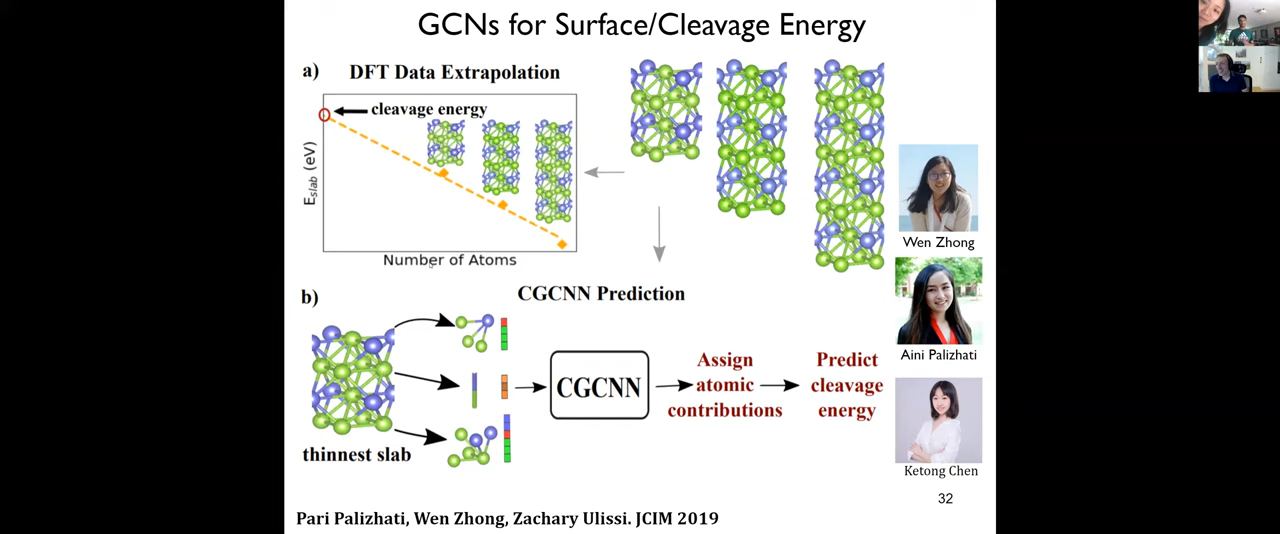 GCNs for Surface/Cleavage Energy
a) DFT Data Extrapolation
cleavage energy
Eslab (eV)
Number of Atoms
Wen Zhong
b) CGCNN Prediction
Aini Palizhati
CGCNN
Assign
atomic
contributions
Predict
cleavage
energy
thinnest slab
Ketong Chen
32
Pari Palizhati, Wen Zhong, Zachary Ulissi. JCIM 2019